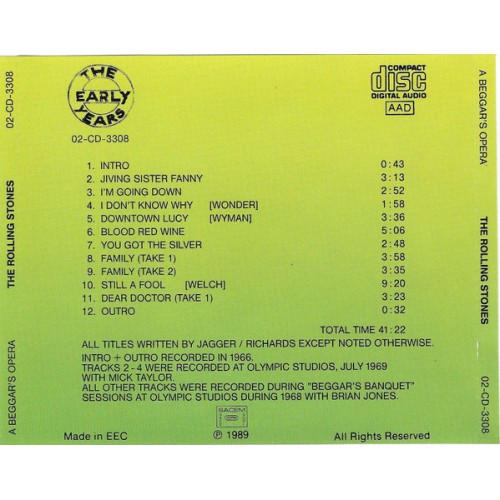 02-CD-3308
THE ROLLING STONES
A BEGGAR'S OPERA
THE
EARLY
YEARS
02-CD-3308
COMPACT
disc
DIGITAL AUDIO
AAD
1. INTRO 0:43
2. JIVING SISTER FANNY 3:13
3. I'M GOING DOWN 2:52
4. I DON'T KNOW WHY [WONDER] 1:58
5. DOWNTOWN LUCY [WYMAN] 3:36
6. BLOOD RED WINE 5:06
7. YOU GOT THE SILVER 2:48
8. FAMILY (TAKE 1) 3:58
9. FAMILY (TAKE 2) 3:35
10. STILL A FOOL [WELCH] 9:20
11. DEAR DOCTOR (TAKE 1) 3:23
12. OUTRO 0:32
TOTAL TIME 41:22
ALL TITLES WRITTEN BY JAGGER / RICHARDS EXCEPT NOTED OTHERWISE.
INTRO + OUTRO RECORDED IN 1966.
TRACKS 2 - 4 WERE RECORDED AT OLYMPIC STUDIOS, JULY 1969
WITH MICK TAYLOR.
ALL OTHER TRACKS WERE RECORDED DURING "BEGGAR'S BANQUET"
SESSIONS AT OLYMPIC STUDIOS DURING 1968 WITH BRIAN JONES.
SACEM
Made in EEC
℗ 1989
All Rights Reserved
A BEGGAR'S OPERA
THE ROLLING STONES
02-CD-3308